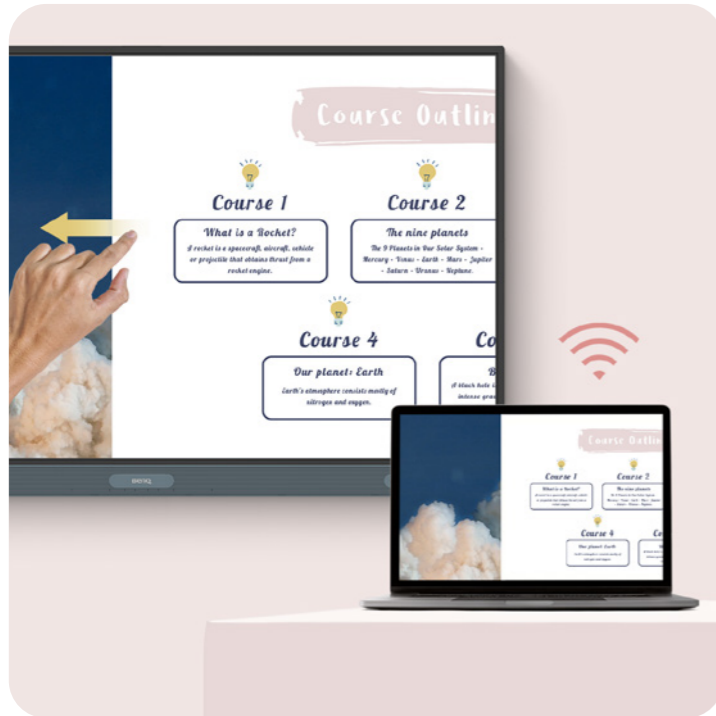 Course Outlin
Course 1
What is a Rocket?
A rocket is a spacecraft, aircraft, vehicle
or projectile that obtains thrust from a
rocket engine.
Course 2
The nine planets
The 9 Planets in Our Solar System -
Mercury - Venus - Earth - Mars - Jupiter
- Saturn - Uranus - Neptune.
Course 4
Our planet: Earth
Earth's atmosphere consists mostly of
nitrogen and oxygen.
Co
B
A black hole i
intense grav
BenQ
Course Outlin
Course 1
What is a Rocket?
Course 2
The nine planets
Course 4
Our planet: Earth
Co